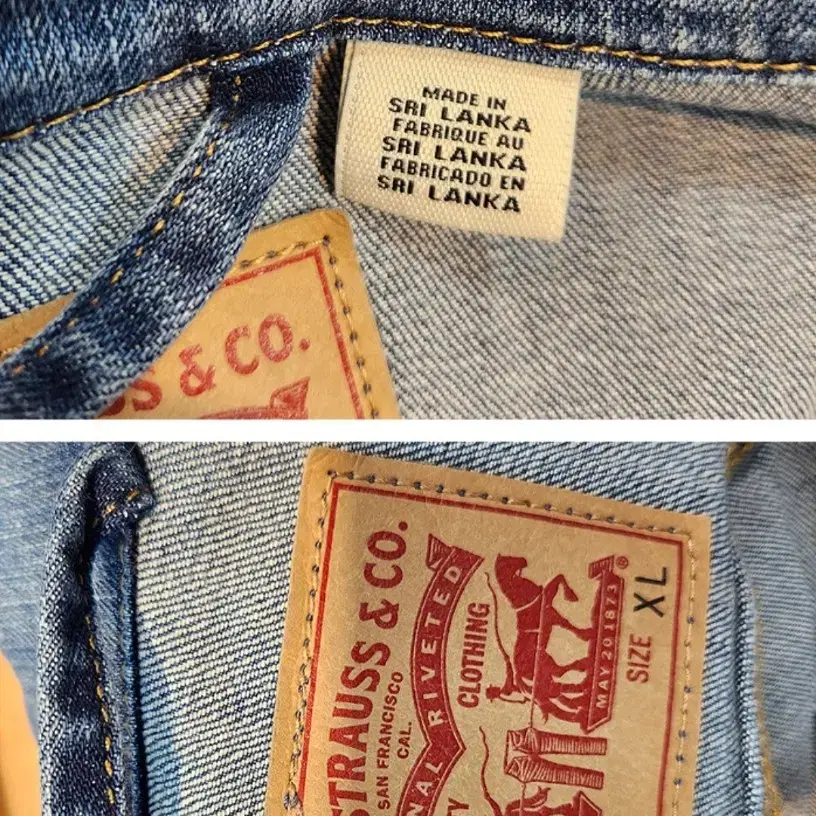 MADE IN
SRI LANKA
FABRIQUE AU
SRI LANKA
FABRICADO EN
SRI LANKA
& CO.
STRAUSS & CO.
SAN FRANCISCO
CAL.
RIVETED
CLOTHING
MAY 20 1873
®
SIZE XL